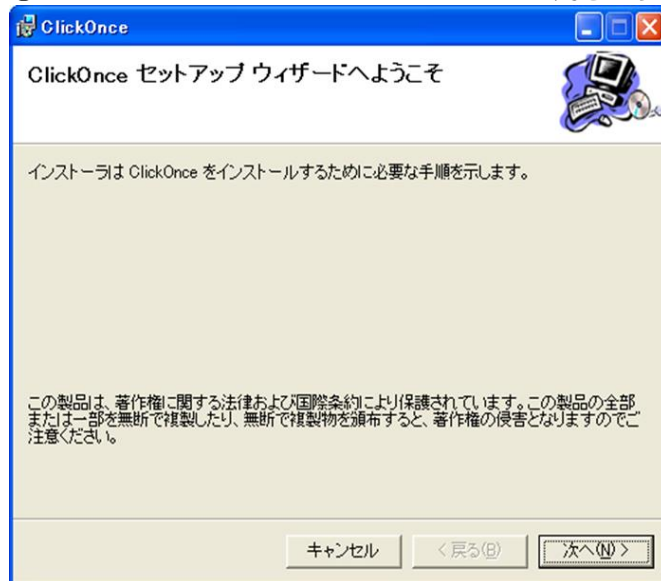 ClickOnce
ClickOnce セットアップ ウィザードへようこそ
インストーラは ClickOnce をインストールするために必要な手順を示します。
この製品は、著作権に関する法律および国際条約により保護されています。この製品の全部
または一部を無断で複製したり、無断で複製物を頒布すると、著作権の侵害となりますのでご
注意ください。
キャンセル < 戻る(B) 次へ(N) >